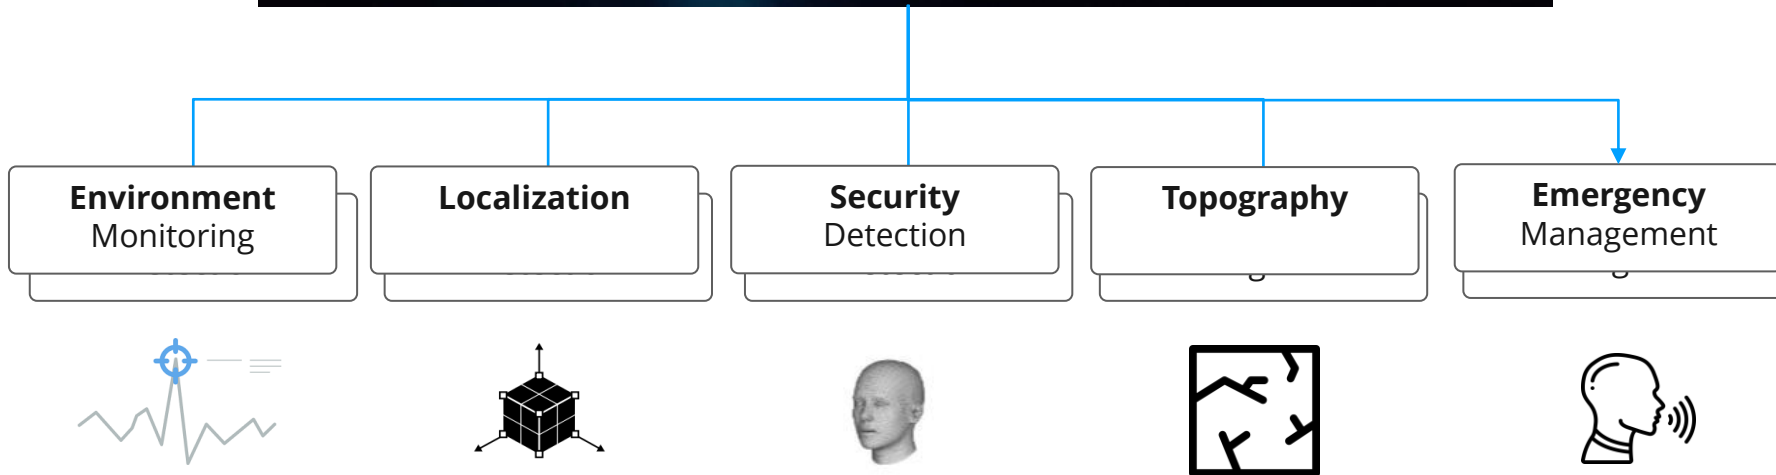 Environment
Monitoring
Localization
Security
Detection
Topography
Emergency
Management